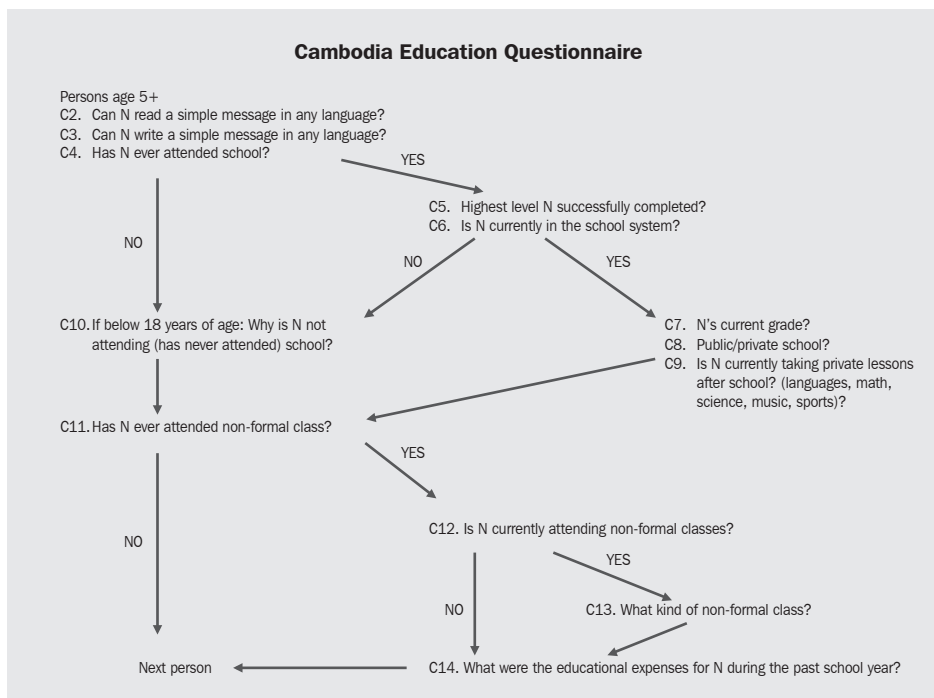 Cambodia Education Questionnaire
Persons age 5+
C2. Can N read a simple message in any language?
C3. Can N write a simple message in any language?
C4. Has N ever attended school?
YES
C5. Highest level N successfully completed?
C6. Is N currently in the school system?
NO
NO
YES
C10. If below 18 years of age: Why is N not
attending (has never attended) school?
C7. N's current grade?
C8. Public/private school?
C9. Is N currently taking private lessons
after school? (languages, math,
science, music, sports)?
C11. Has N ever attended non-formal class?
YES
C12. Is N currently attending non-formal classes?
NO
YES
NO
C13. What kind of non-formal class?
Next person
C14. What were the educational expenses for N during the past school year?